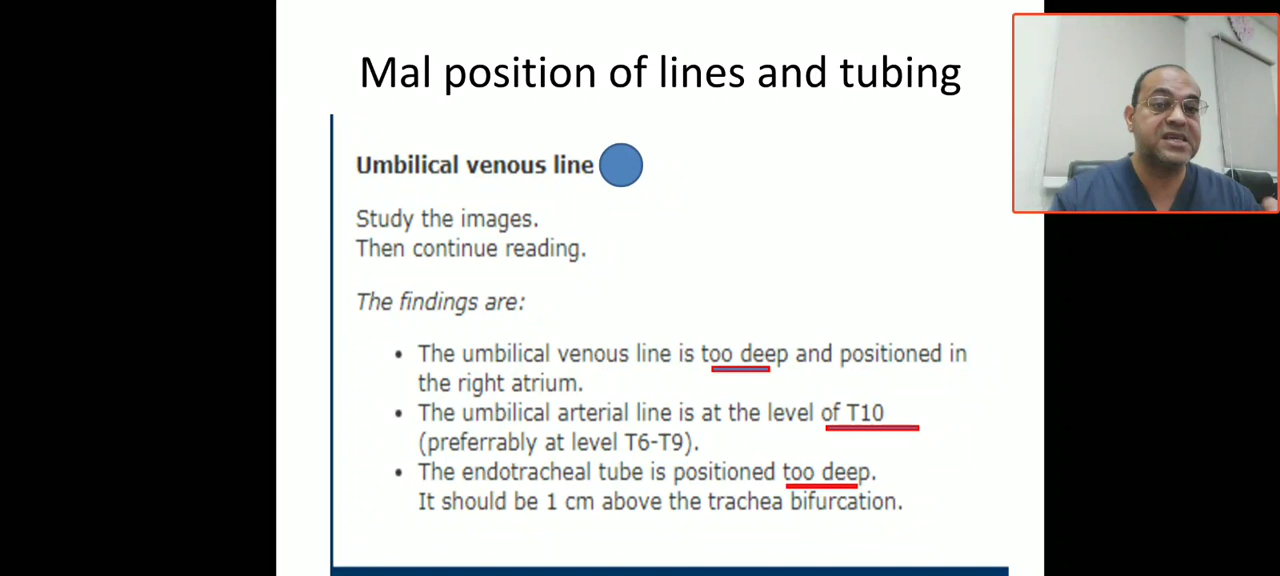 Mal position of lines and tubing
Umbilical venous line
Study the images.
Then continue reading.
The findings are:
• The umbilical venous line is too deep and positioned in
the right atrium.
• The umbilical arterial line is at the level of T10
(preferrably at level T6-T9).
• The endotracheal tube is positioned too deep.
It should be 1 cm above the trachea bifurcation.